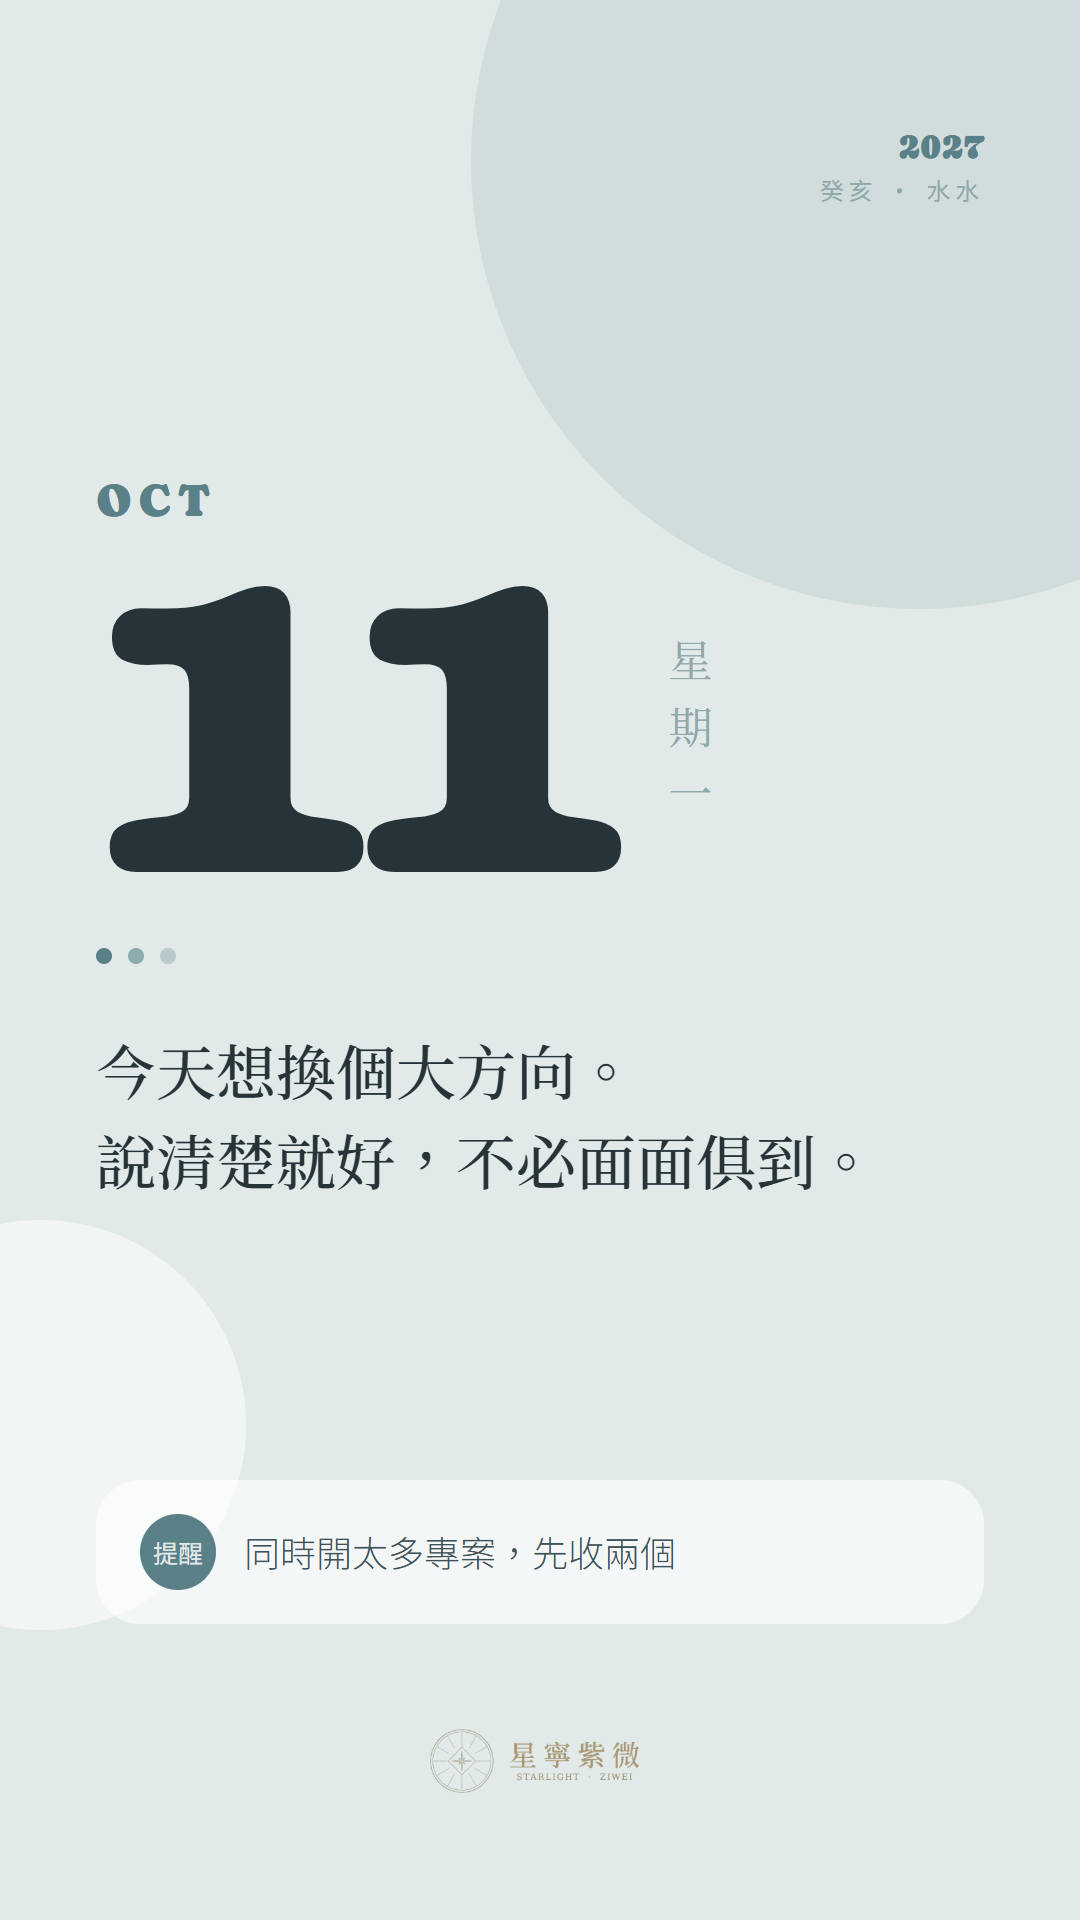 2027
癸亥 · 水水
OCT
11
星期一
今天想換個大方向。
說清楚就好，不必面面俱到。
提醒
同時開太多專案，先收兩個
星寧紫微
STARLIGHT · ZIWEI